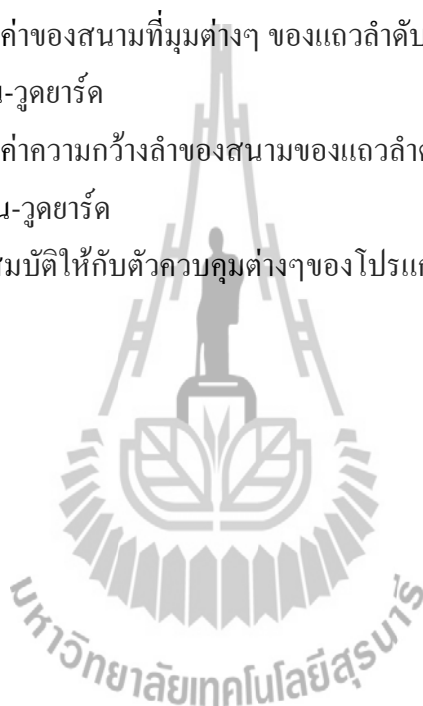 ค่าของสนามที่มุมต่างๆ ของแถวลำดับ
-วูดยาร์ด
ค่าความกว้างลำของสนามของแถวลำ
-วูดยาร์ด
สมบัติให้กับตัวควบคุมต่างๆของโปรแก
มหาวิทยาลัยเทคโนโลยีสุรนารี